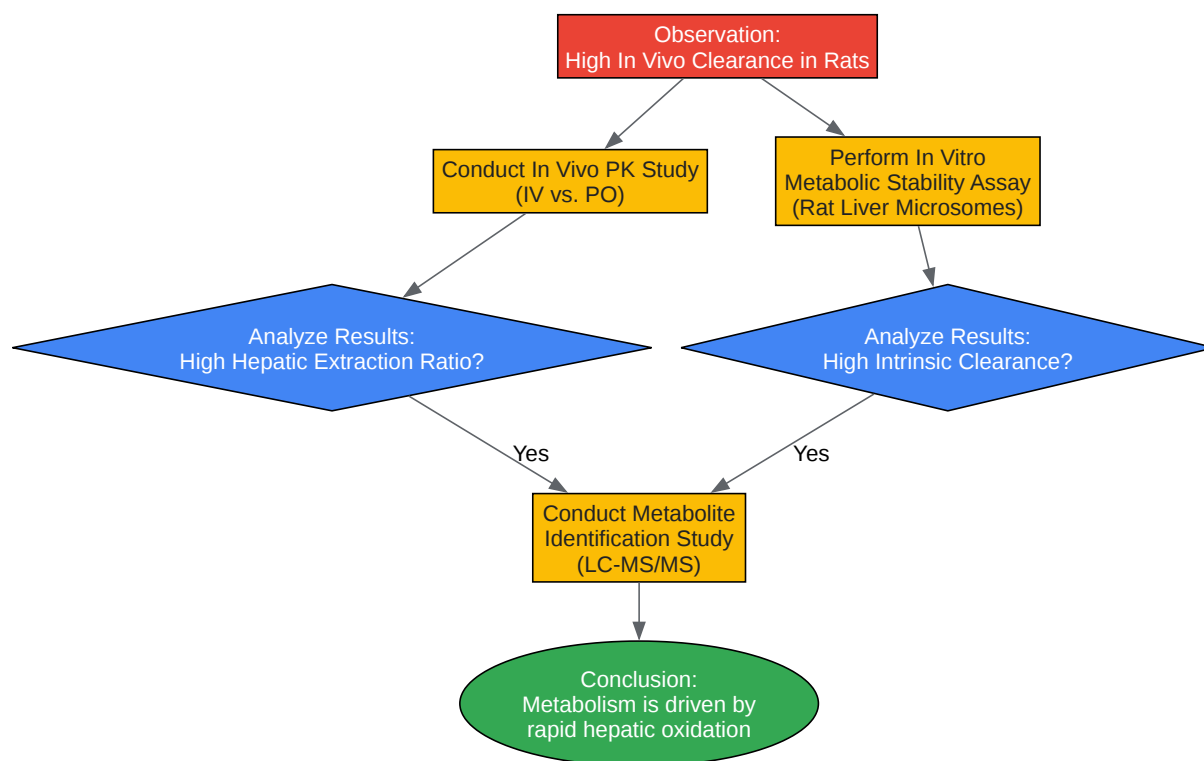 Observation:
High In Vivo Clearance in Rats
Conduct In Vivo PK Study
(IV vs. PO)
Perform In Vitro
Metabolic Stability Assay
(Rat Liver Microsomes)
Analyze Results:
High Hepatic Extraction Ratio?
Analyze Results:
High Intrinsic Clearance?
Yes
Yes
Conduct Metabolite
Identification Study
(LC-MS/MS)
Conclusion:
Metabolism is driven by
rapid hepatic oxidation